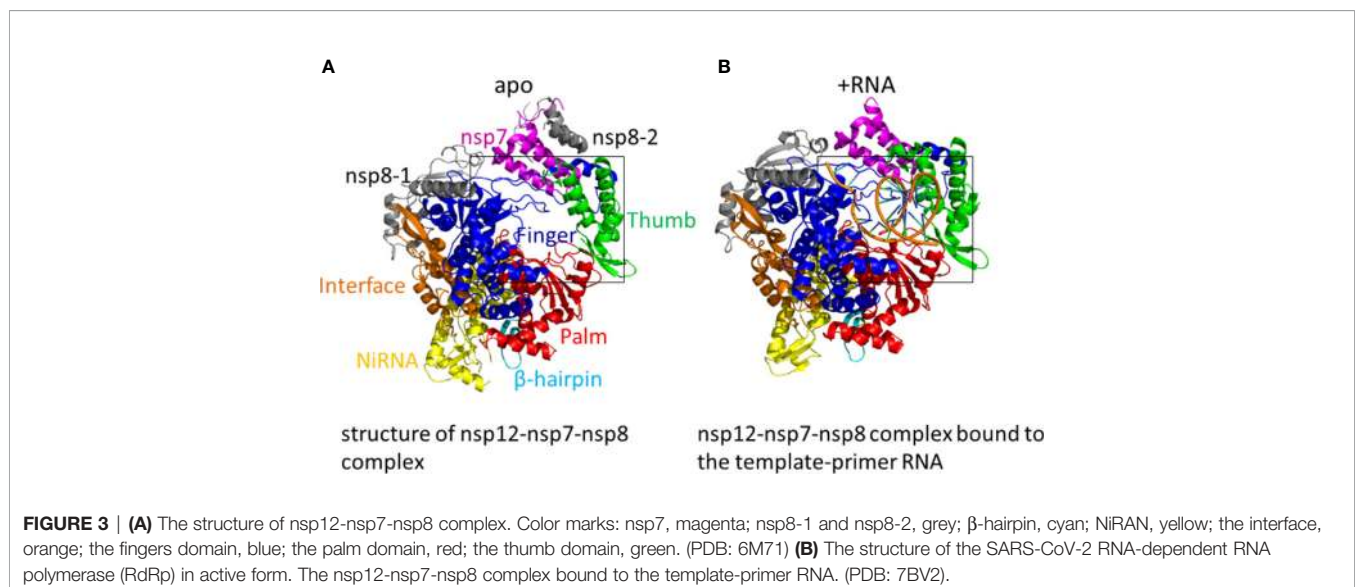 A
B
apo
+RNA
nsp7
nsp8-2
nsp8-1
Thumb
Finger
Interface
Palm
NiRNA
β-hairpin
structure of nsp12-nsp7-nsp8
complex
nsp12-nsp7-nsp8 complex bound to
the template-primer RNA
FIGURE 3 | (A) The structure of nsp12-nsp7-nsp8 complex. Color marks: nsp7, magenta; nsp8-1 and nsp8-2, grey; β-hairpin, cyan; NiRAN, yellow; the interface,
orange; the fingers domain, blue; the palm domain, red; the thumb domain, green. (PDB: 6M71) (B) The structure of the SARS-CoV-2 RNA-dependent RNA
polymerase (RdRp) in active form. The nsp12-nsp7-nsp8 complex bound to the template-primer RNA. (PDB: 7BV2).